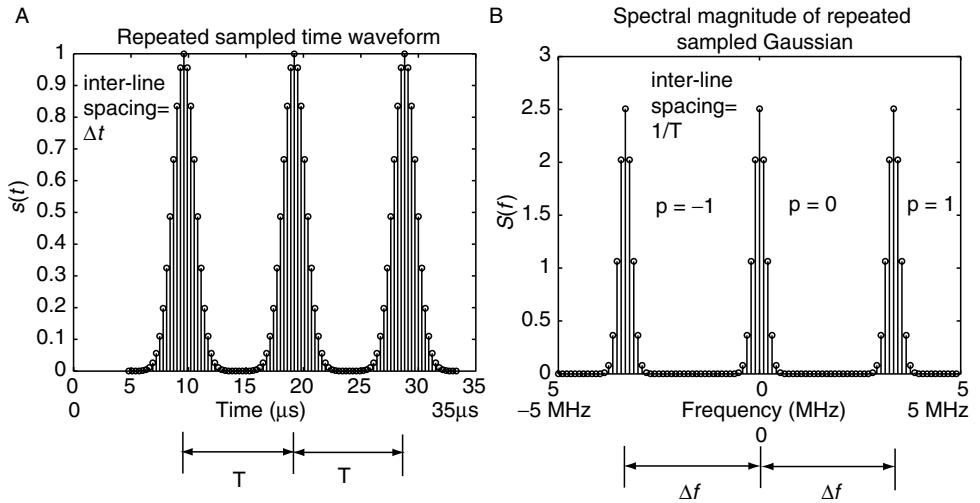 A
Repeated sampled time waveform
1
0.9
0.8
0.7
0.6
0.5
0.4
0.3
0.2
0.1
0
s(t)
inter-line
spacing=
Δt
0 5 10 15 20 25 30 35
0 Time (μs) 35μs
T T
B
Spectral magnitude of repeated
sampled Gaussian
3
2.5
2
1.5
1
0.5
0
S(f)
inter-line
spacing=
1/T
p = −1 p = 0 p = 1
5 0 5
−5 MHz Frequency (MHz) 5 MHz
0
Δf Δf